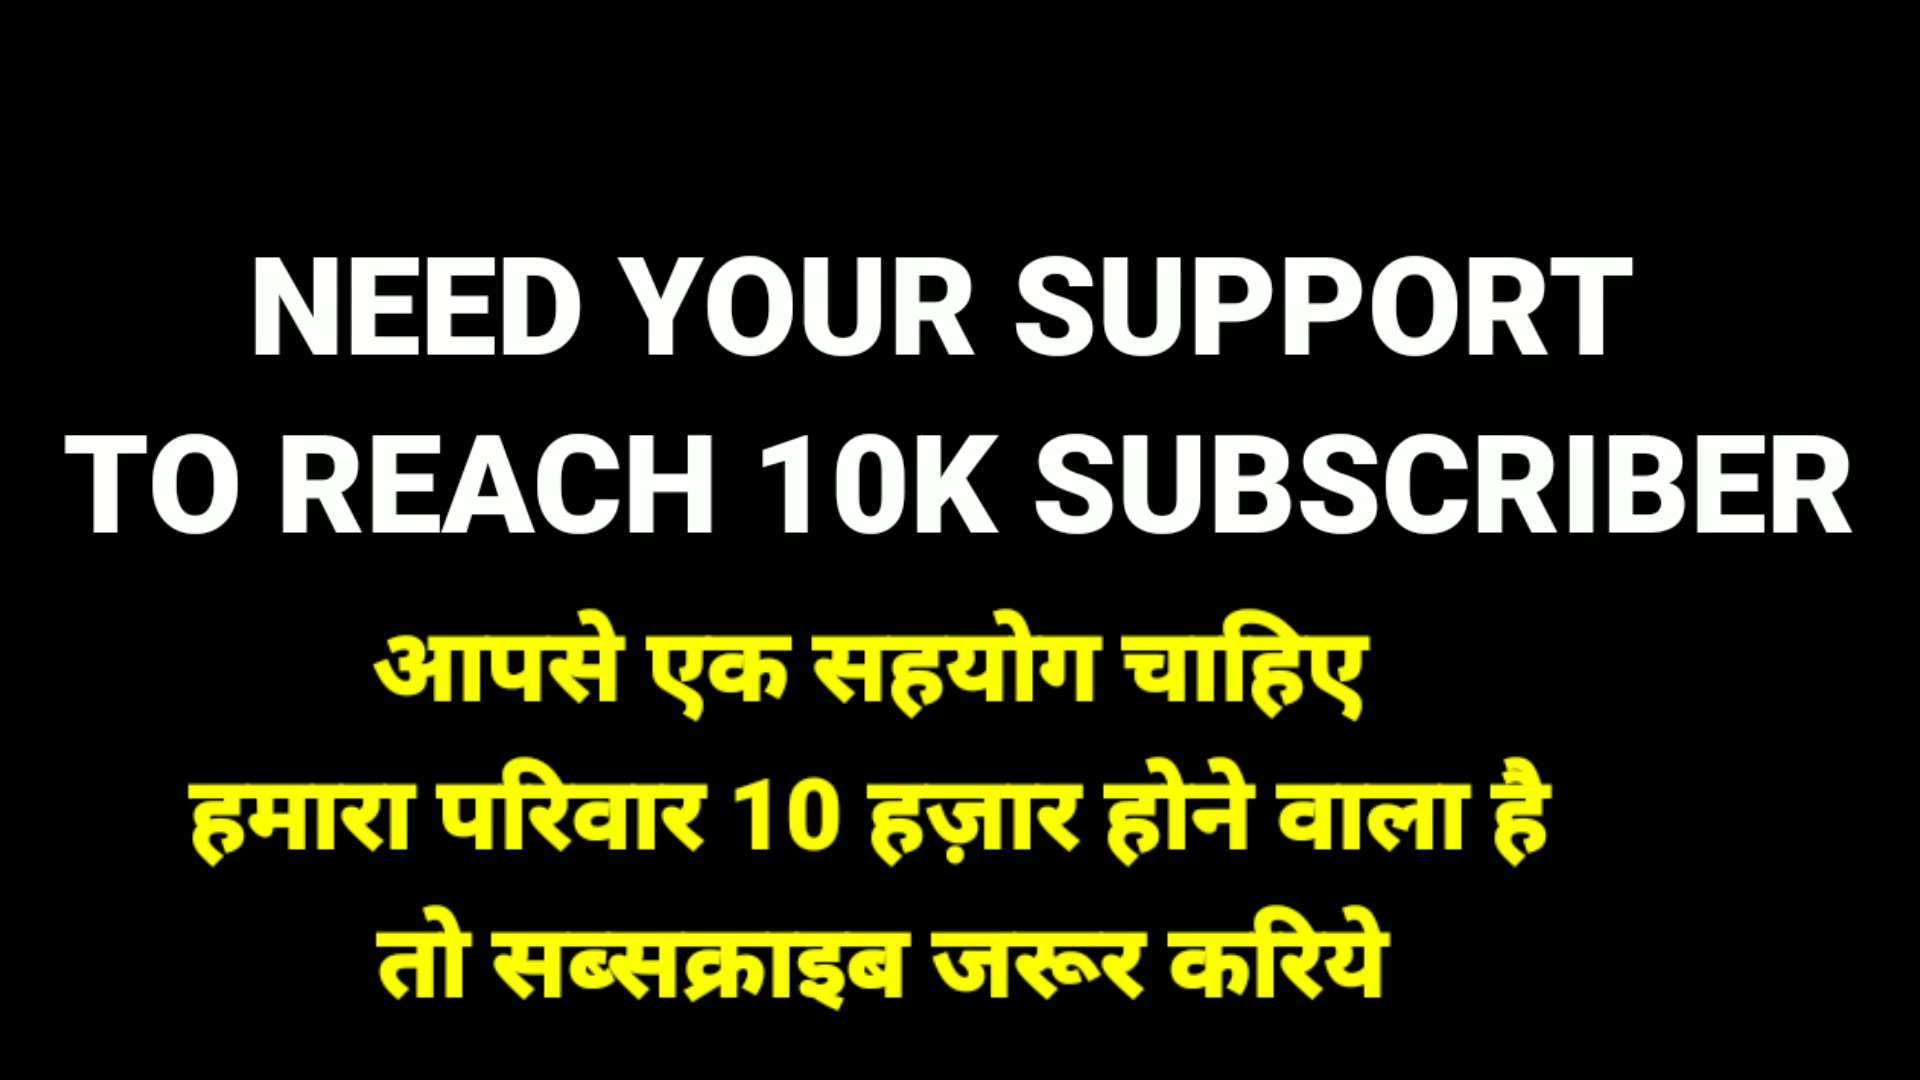 NEED YOUR SUPPORT
TO REACH 10K SUBSCRIBER
आपसे एक सहयोग चाहिए
हमारा परिवार 10 हज़ार होने वाला है
तो सब्सक्राइब जरूर करिये